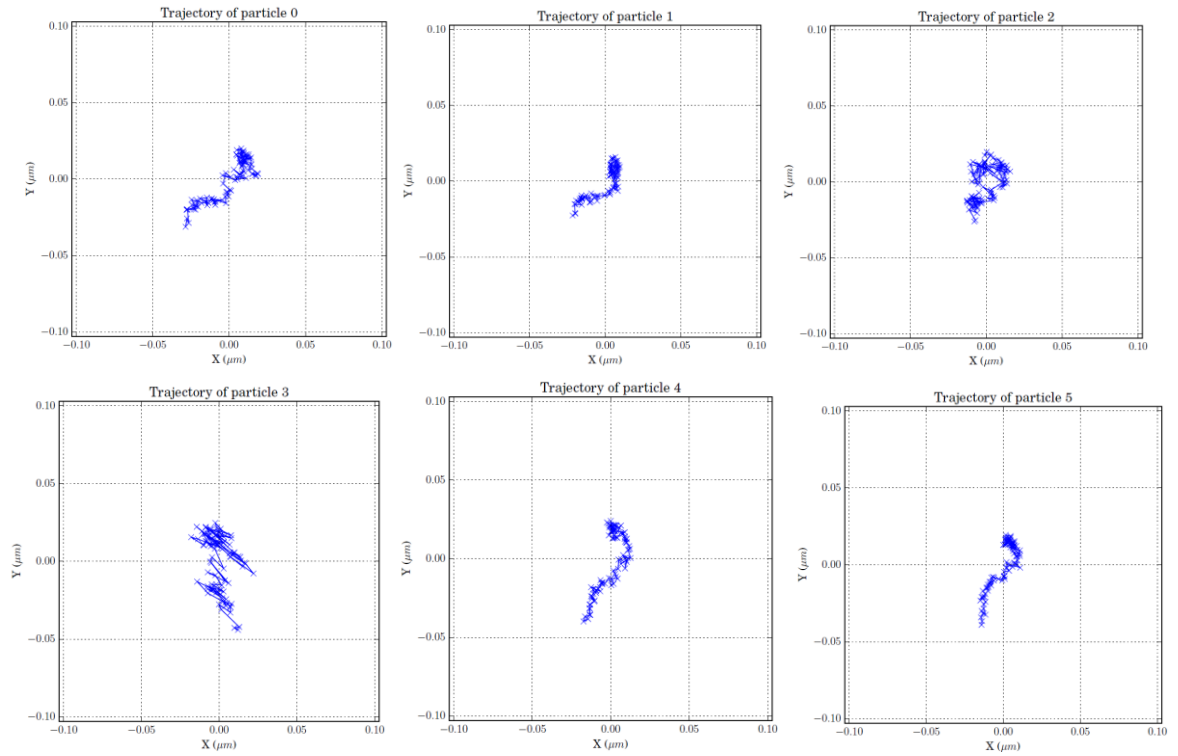 Trajectory of particle 0
0.10
0.05
0.00
−0.05
−0.10
Y (μm)
−0.10 −0.05 0.00 0.05 0.10
X (μm)
Trajectory of particle 1
0.10
0.05
0.00
−0.05
−0.10
Y (μm)
−0.10 −0.05 0.00 0.05 0.10
X (μm)
Trajectory of particle 2
0.10
0.05
0.00
−0.05
−0.10
Y (μm)
−0.10 −0.05 0.00 0.05 0.10
X (μm)
Trajectory of particle 3
0.10
0.05
0.00
−0.05
−0.10
Y (μm)
−0.10 −0.05 0.00 0.05 0.10
X (μm)
Trajectory of particle 4
0.10
0.05
0.00
−0.05
−0.10
Y (μm)
−0.10 −0.05 0.00 0.05 0.10
X (μm)
Trajectory of particle 5
0.10
0.05
0.00
−0.05
−0.10
Y (μm)
−0.10 −0.05 0.00 0.05 0.10
X (μm)